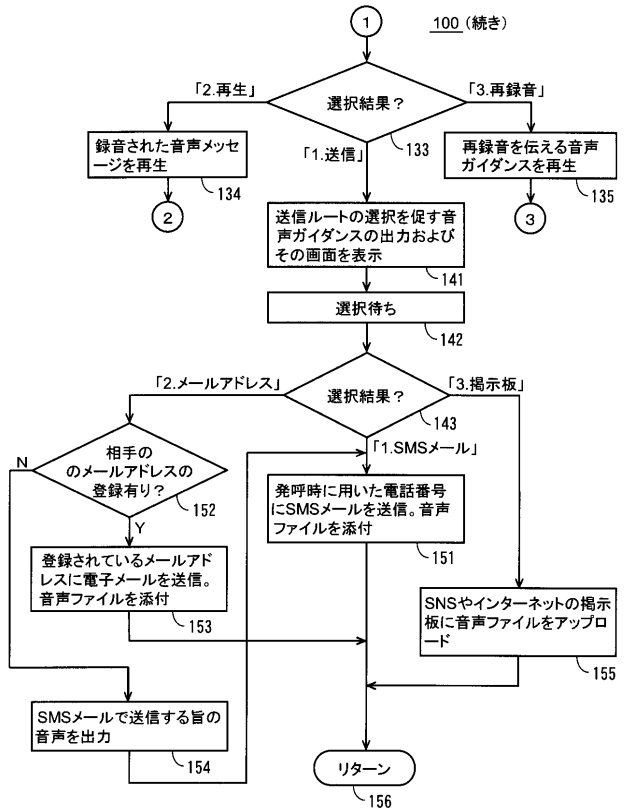 1
100 (続き)
選択結果?
133
「2.再生」
「3.再録音」
「1.送信」
録音された音声メッセ
ージを再生
134
2
再録音を伝える音声
ガイダンスを再生
135
3
送信ルートの選択を促す音
声ガイダンスの出力および
その画面を表示
141
選択待ち
142
選択結果?
143
「2.メールアドレス」
「3.掲示板」
「1.SMSメール」
N
相手の
のメールアドレスの
登録有り?
152
Y
発呼時に用いた電話番号
にSMSメールを送信。音声
ファイルを添付
151
登録されているメールアド
レスに電子メールを送信。
音声ファイルを添付
153
SNSやインターネットの掲示
板に音声ファイルをアップロ
ード
155
SMSメールで送信する旨の
音声を出力
154
リターン
156